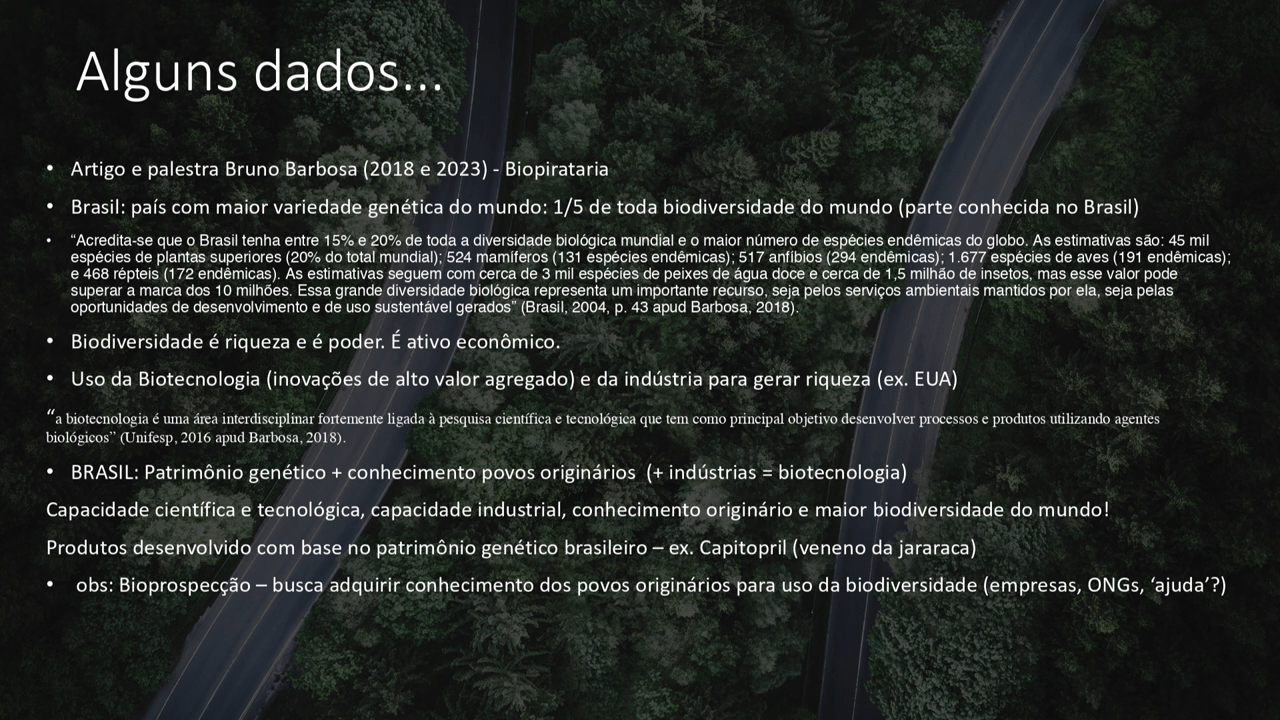 Alguns dados...
• Artigo e palestra Bruno Barbosa (2018 e 2023) - Biopirataria
• Brasil: país com maior variedade genética do mundo: 1/5 de toda biodiversidade do mundo (parte conhecida no Brasil)
• “Acredita-se que o Brasil tenha entre 15% e 20% de toda a diversidade biológica mundial e o maior número de espécies endêmicas do globo. As estimativas são: 45 mil
espécies de plantas superiores (20% do total mundial); 524 mamíferos (131 espécies endêmicas); 517 anfíbios (294 endêmicas); 1.677 espécies de aves (191 endêmicas);
e 468 répteis (172 endêmicas). As estimativas seguem com cerca de 3 mil espécies de peixes de água doce e cerca de 1,5 milhão de insetos, mas esse valor pode
superar a marca dos 10 milhões. Essa grande diversidade biológica representa um importante recurso, seja pelos serviços ambientais mantidos por ela, seja pelas
oportunidades de desenvolvimento e de uso sustentável gerados” (Brasil, 2004, p. 43 apud Barbosa, 2018).
• Biodiversidade é riqueza e é poder. É ativo econômico.
• Uso da Biotecnologia (inovações de alto valor agregado) e da indústria para gerar riqueza (ex. EUA)
“a biotecnologia é uma área interdisciplinar fortemente ligada à pesquisa científica e tecnológica que tem como principal objetivo desenvolver processos e produtos utilizando agentes
biológicos” (Unifesp, 2016 apud Barbosa, 2018).
• BRASIL: Patrimônio genético + conhecimento povos originários (+ indústrias = biotecnologia)
Capacidade científica e tecnológica, capacidade industrial, conhecimento originário e maior biodiversidade do mundo!
Produtos desenvolvido com base no patrimônio genético brasileiro – ex. Capitopril (veneno da jararaca)
• obs: Bioprospecção – busca adquirir conhecimento dos povos originários para uso da biodiversidade (empresas, ONGs, ‘ajuda’?)